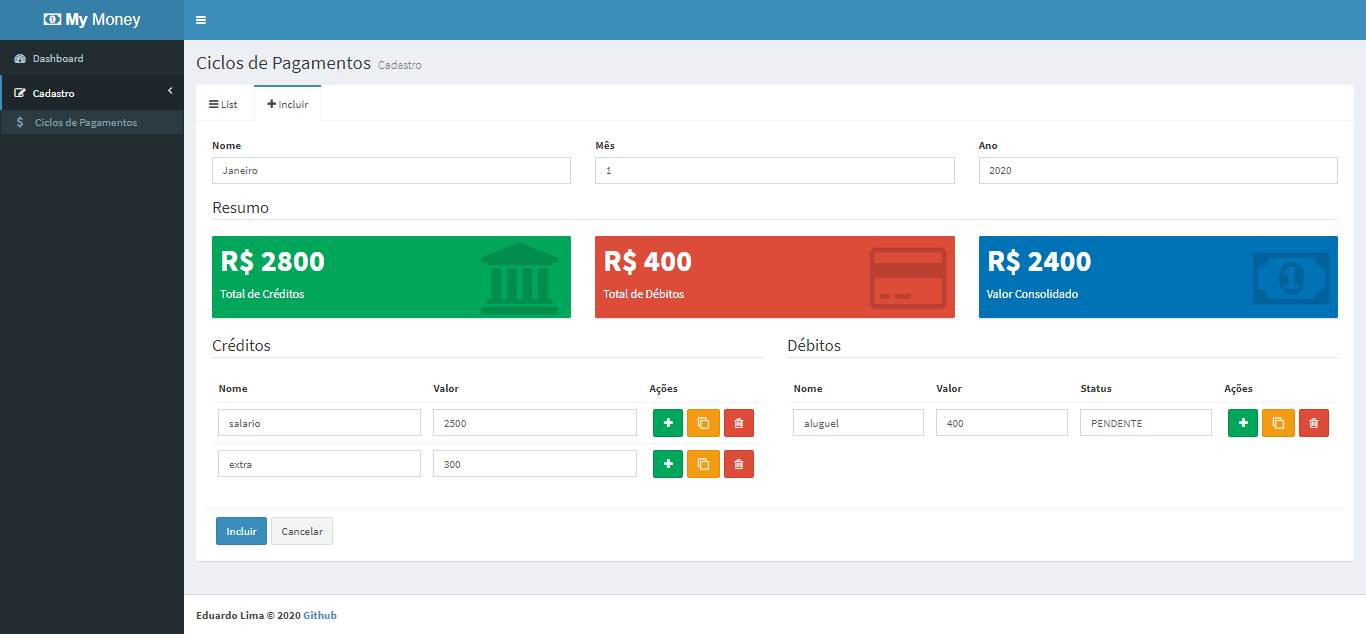 My Money
Dashboard
Cadastro
Ciclos de Pagamentos
Ciclos de Pagamentos Cadastro
List Incluir
Nome Mês Ano
Janeiro 1 2020
Resumo
R$ 2800 R$ 400 R$ 2400
Total de Créditos Total de Débitos Valor Consolidado
Créditos Débitos
Nome Valor Ações Nome Valor Status Ações
salario 2500 aluguel 400 PENDENTE
extra 300
Incluir Cancelar
Eduardo Lima © 2020 Github